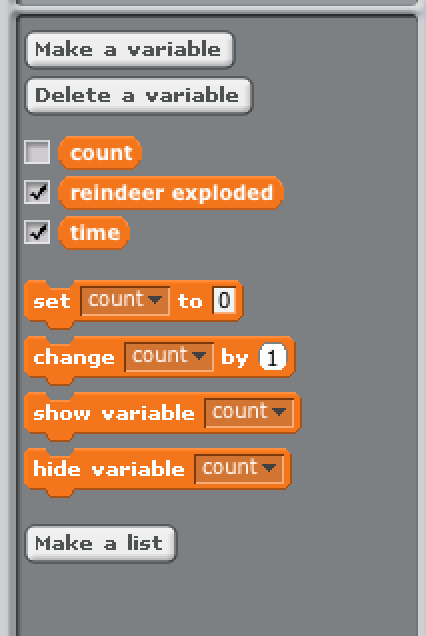 Make a variable
Delete a variable
count
reindeer exploded
time
set count to 0
change count by 1
show variable count
hide variable count
Make a list